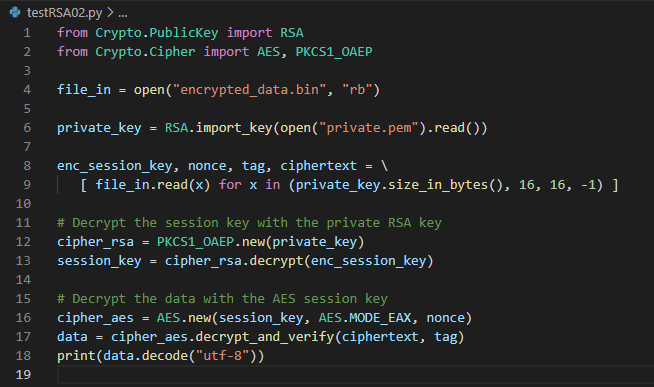 testRSA02.py > ...
1 from Crypto.PublicKey import RSA
2 from Crypto.Cipher import AES, PKCS1_OAEP
3
4 file_in = open("encrypted_data.bin", "rb")
5
6 private_key = RSA.import_key(open("private.pem").read())
7
8 enc_session_key, nonce, tag, ciphertext = \
9    [ file_in.read(x) for x in (private_key.size_in_bytes(), 16, 16, -1) ]
10
11 # Decrypt the session key with the private RSA key
12 cipher_rsa = PKCS1_OAEP.new(private_key)
13 session_key = cipher_rsa.decrypt(enc_session_key)
14
15 # Decrypt the data with the AES session key
16 cipher_aes = AES.new(session_key, AES.MODE_EAX, nonce)
17 data = cipher_aes.decrypt_and_verify(ciphertext, tag)
18 print(data.decode("utf-8"))
19